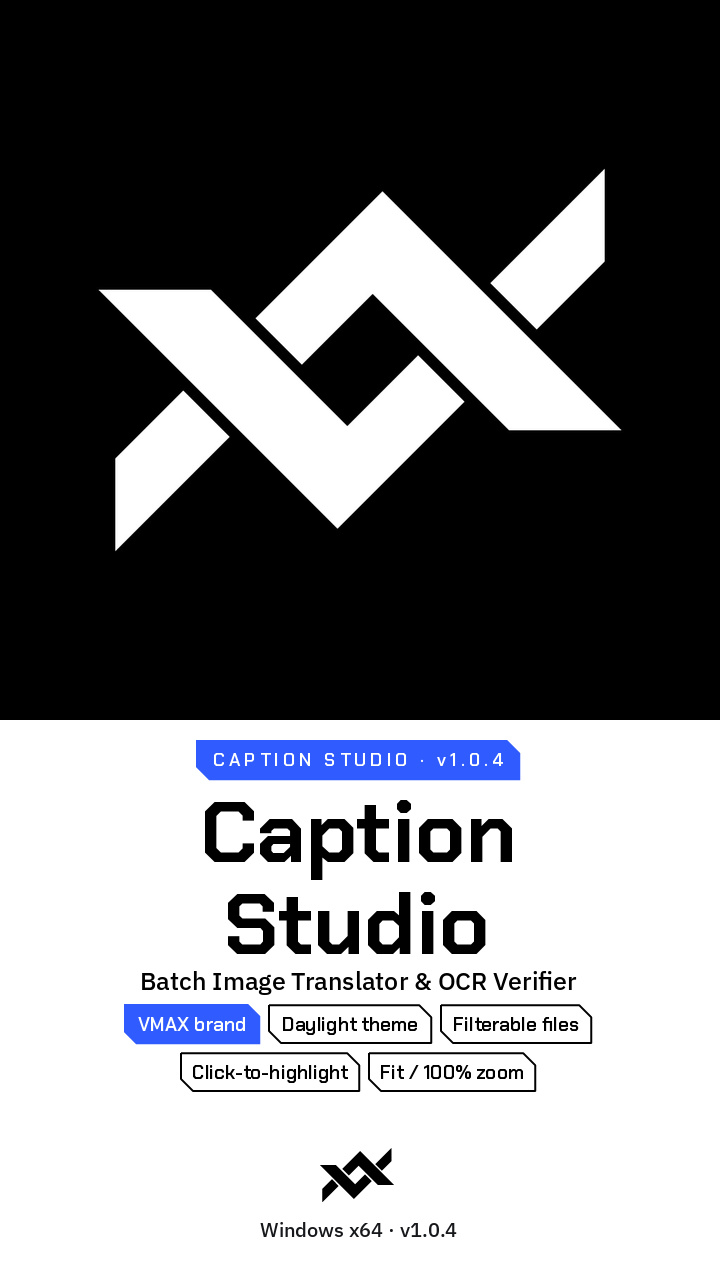 CAPTION STUDIO · v1.0.4
Caption
Studio
Batch Image Translator & OCR Verifier
VMAX brand
Daylight theme
Filterable files
Click-to-highlight
Fit / 100% zoom
Windows x64 · v1.0.4